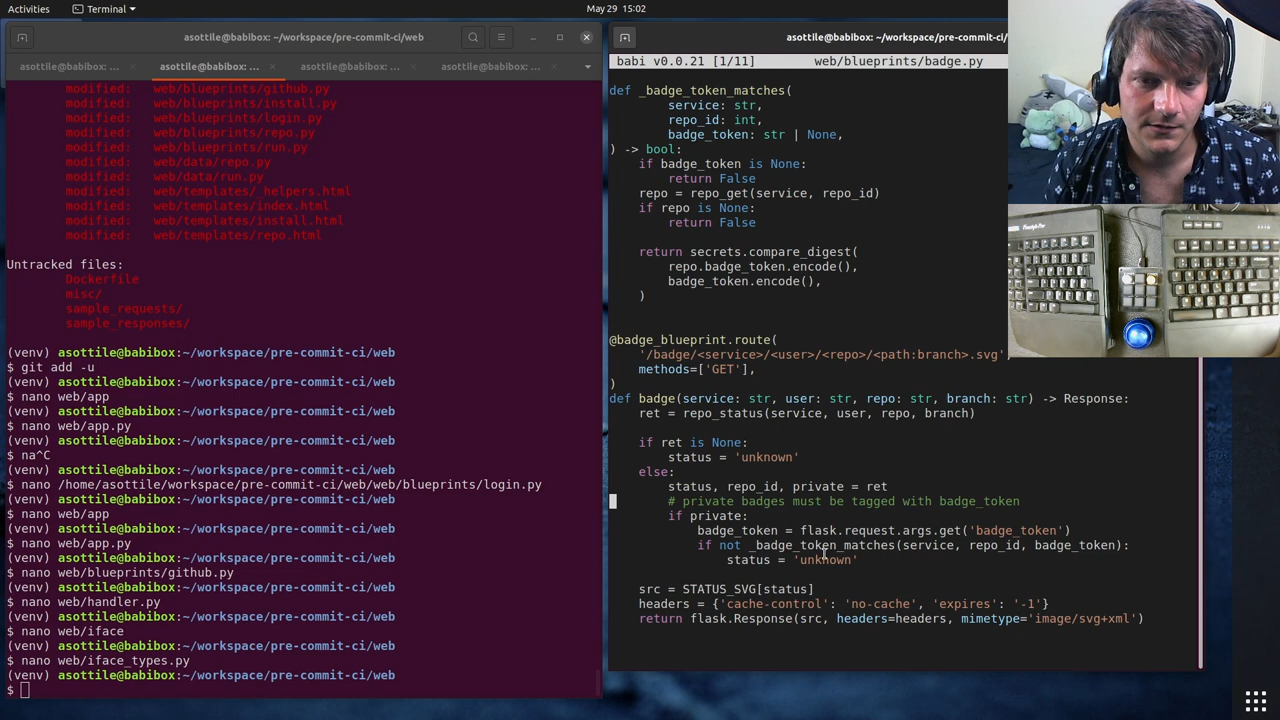 Activities
Terminal
May 29 15:02
asottile@babibox: ~/workspace/pre-commit-ci/web
asottile@babibox: ~...
asottile@babibox: ...
asottile@babibox: ~...
asottile@babibox: ~...
modified: web/blueprints/github.py
modified: web/blueprints/install.py
modified: web/blueprints/login.py
modified: web/blueprints/repo.py
modified: web/blueprints/run.py
modified: web/data/repo.py
modified: web/data/run.py
modified: web/templates/_helpers.html
modified: web/templates/index.html
modified: web/templates/install.html
modified: web/templates/repo.html
Untracked files:
Dockerfile
misc/
sample_requests/
sample_responses/
(venv) asottile@babibox:~/workspace/pre-commit-ci/web
$ git add -u
(venv) asottile@babibox:~/workspace/pre-commit-ci/web
$ nano web/app
(venv) asottile@babibox:~/workspace/pre-commit-ci/web
$ nano web/app.py
(venv) asottile@babibox:~/workspace/pre-commit-ci/web
$ na^C
(venv) asottile@babibox:~/workspace/pre-commit-ci/web
$ nano /home/asottile/workspace/pre-commit-ci/web/web/blueprints/login.py
(venv) asottile@babibox:~/workspace/pre-commit-ci/web
$ nano web/app
(venv) asottile@babibox:~/workspace/pre-commit-ci/web
$ nano web/app.py
(venv) asottile@babibox:~/workspace/pre-commit-ci/web
$ nano web/blueprints/github.py
(venv) asottile@babibox:~/workspace/pre-commit-ci/web
$ nano web/handler.py
(venv) asottile@babibox:~/workspace/pre-commit-ci/web
$ nano web/iface
(venv) asottile@babibox:~/workspace/pre-commit-ci/web
$ nano web/iface_types.py
(venv) asottile@babibox:~/workspace/pre-commit-ci/web
$
asottile@babibox: ~/workspace/pre-commit-ci/
babi v0.0.21 [1/11] web/blueprints/badge.py
def _badge_token_matches(
service: str,
repo_id: int,
badge_token: str | None,
) -> bool:
if badge_token is None:
return False
repo = repo_get(service, repo_id)
if repo is None:
return False
return secrets.compare_digest(
repo.badge_token.encode(),
badge_token.encode(),
)
@badge_blueprint.route(
'/badge/<service>/<user>/<repo>/<path:branch>.svg',
methods=['GET'],
)
def badge(service: str, user: str, repo: str, branch: str) -> Response:
ret = repo_status(service, user, repo, branch)
if ret is None:
status = 'unknown'
else:
status, repo_id, private = ret
# private badges must be tagged with badge_token
if private:
badge_token = flask.request.args.get('badge_token')
if not _badge_token_matches(service, repo_id, badge_token):
status = 'unknown'
src = STATUS_SVG[status]
headers = {'cache-control': 'no-cache', 'expires': '-1'}
return flask.Response(src, headers=headers, mimetype='image/svg+xml')